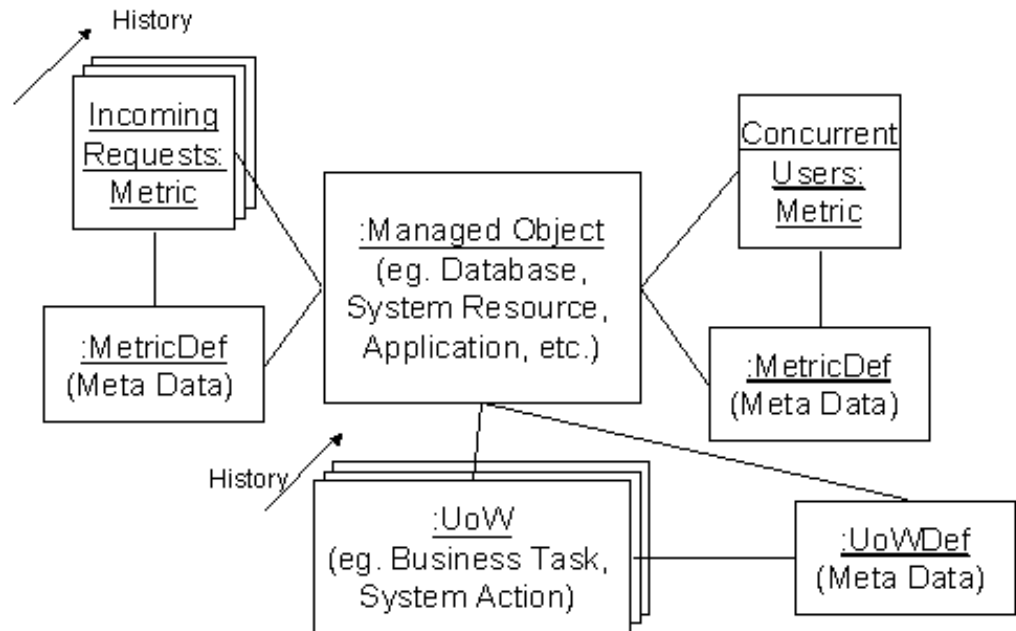 History
Incoming
Requests:
Metric
:MetricDef
(Meta Data)
:Managed Object
(eg. Database,
System Resource,
Application, etc.)
Concurrent
Users:
Metric
:MetricDef
(Meta Data)
History
:UoW
(eg. Business Task,
System Action)
:UoWDef
(Meta Data)